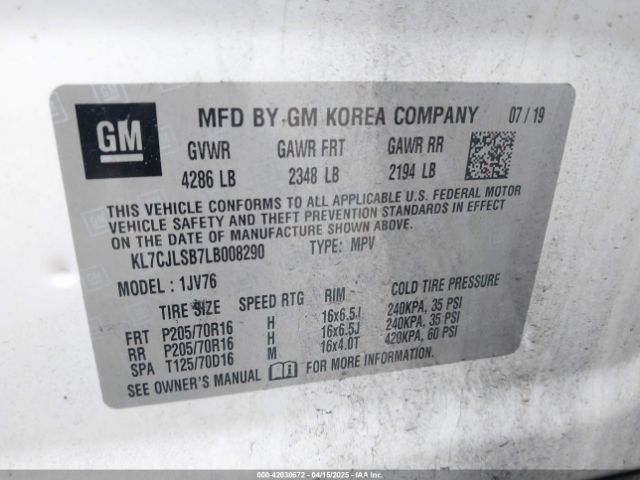 GM
MFD BY GM KOREA COMPANY 07/19
GVWR GAWR FRT GAWR RR
4286 LB 2348 LB 2194 LB
THIS VEHICLE CONFORMS TO ALL APPLICABLE U.S. FEDERAL MOTOR
VEHICLE SAFETY AND THEFT PREVENTION STANDARDS IN EFFECT
ON THE DATE OF MANUFACTURE SHOWN ABOVE.
KL7CJLSB7LB008290 TYPE: MPV
MODEL : 1JV76
TIRE SIZE SPEED RTG RIM COLD TIRE PRESSURE
FRT P205/70R16 H 16x6.5J 240KPA, 35 PSI
RR P205/70R16 H 16x6.5J 240KPA, 35 PSI
SPA T125/70D16 M 16x4.0T 420KPA, 60 PSI
SEE OWNER'S MANUAL FOR MORE INFORMATION.
000-42030672 - 04/15/2025 - IAAI.COM